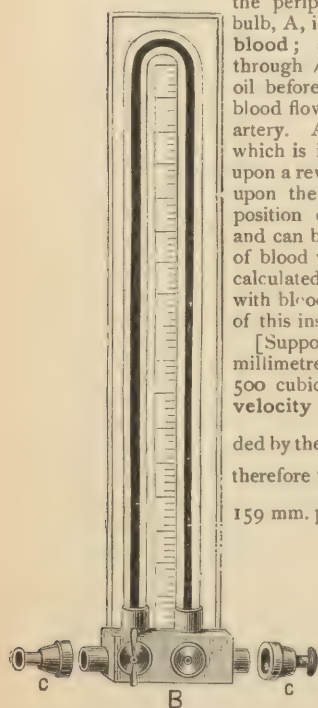 the perip
bulb, A, i
blood;
through A
oil before
blood flow
artery. A
which is i
upon a rev
upon the
position
and can b
of blood
calculated
with blood
of this ins
[Suppo
millimetre
500 cubic
velocity
ded by the
therefore
159 mm. p
C
B
C